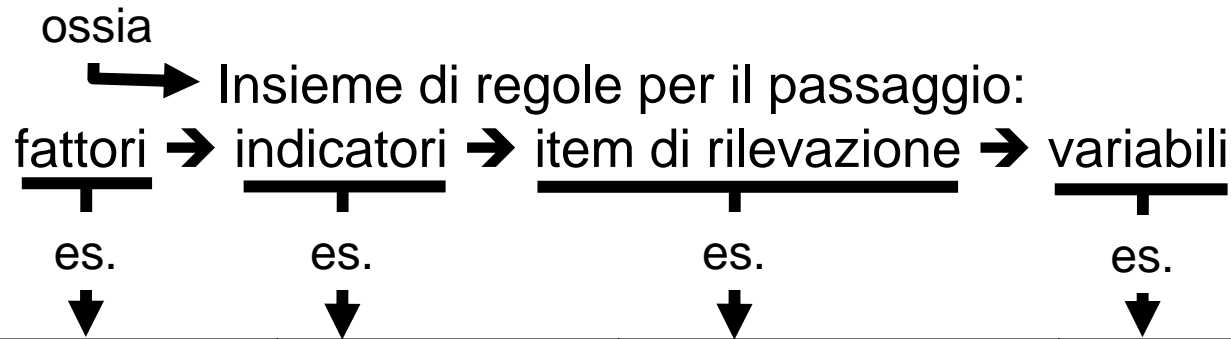 ossia
Insieme di regole per il passaggio:
fattori ➔ indicatori ➔ item di rilevazione ➔ variabili
es. es. es. es.